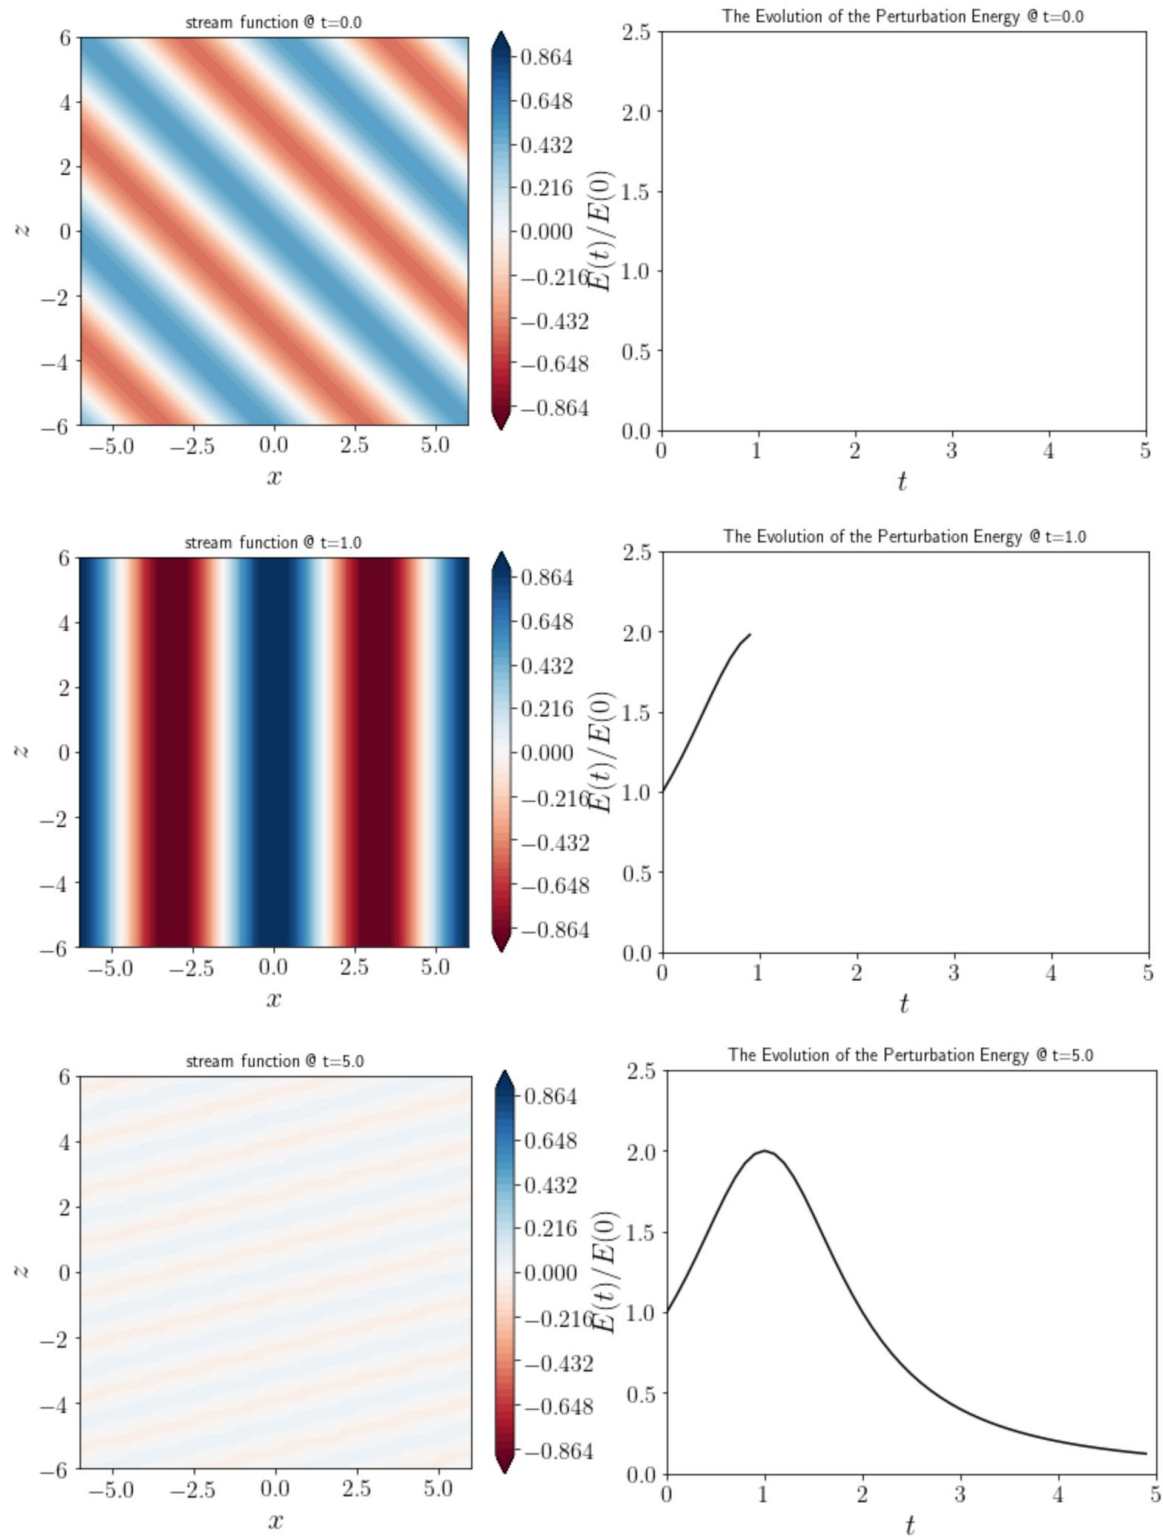 stream function @ t=0.0
6
4
2
0
−2
−4
−6
−5.0 −2.5 0.0 2.5 5.0
x
z
0.864
0.648
0.432
0.216
0.000
−0.216
−0.432
−0.648
−0.864
The Evolution of the Perturbation Energy @ t=0.0
2.5
2.0
1.5
1.0
0.5
0.0
0 1 2 3 4 5
t
E(t)/E(0)
stream function @ t=1.0
6
4
2
0
−2
−4
−6
−5.0 −2.5 0.0 2.5 5.0
x
z
0.864
0.648
0.432
0.216
0.000
−0.216
−0.432
−0.648
−0.864
The Evolution of the Perturbation Energy @ t=1.0
2.5
2.0
1.5
1.0
0.5
0.0
0 1 2 3 4 5
t
E(t)/E(0)
stream function @ t=5.0
6
4
2
0
−2
−4
−6
−5.0 −2.5 0.0 2.5 5.0
x
z
0.864
0.648
0.432
0.216
0.000
−0.216
−0.432
−0.648
−0.864
The Evolution of the Perturbation Energy @ t=5.0
2.5
2.0
1.5
1.0
0.5
0.0
0 1 2 3 4 5
t
E(t)/E(0)